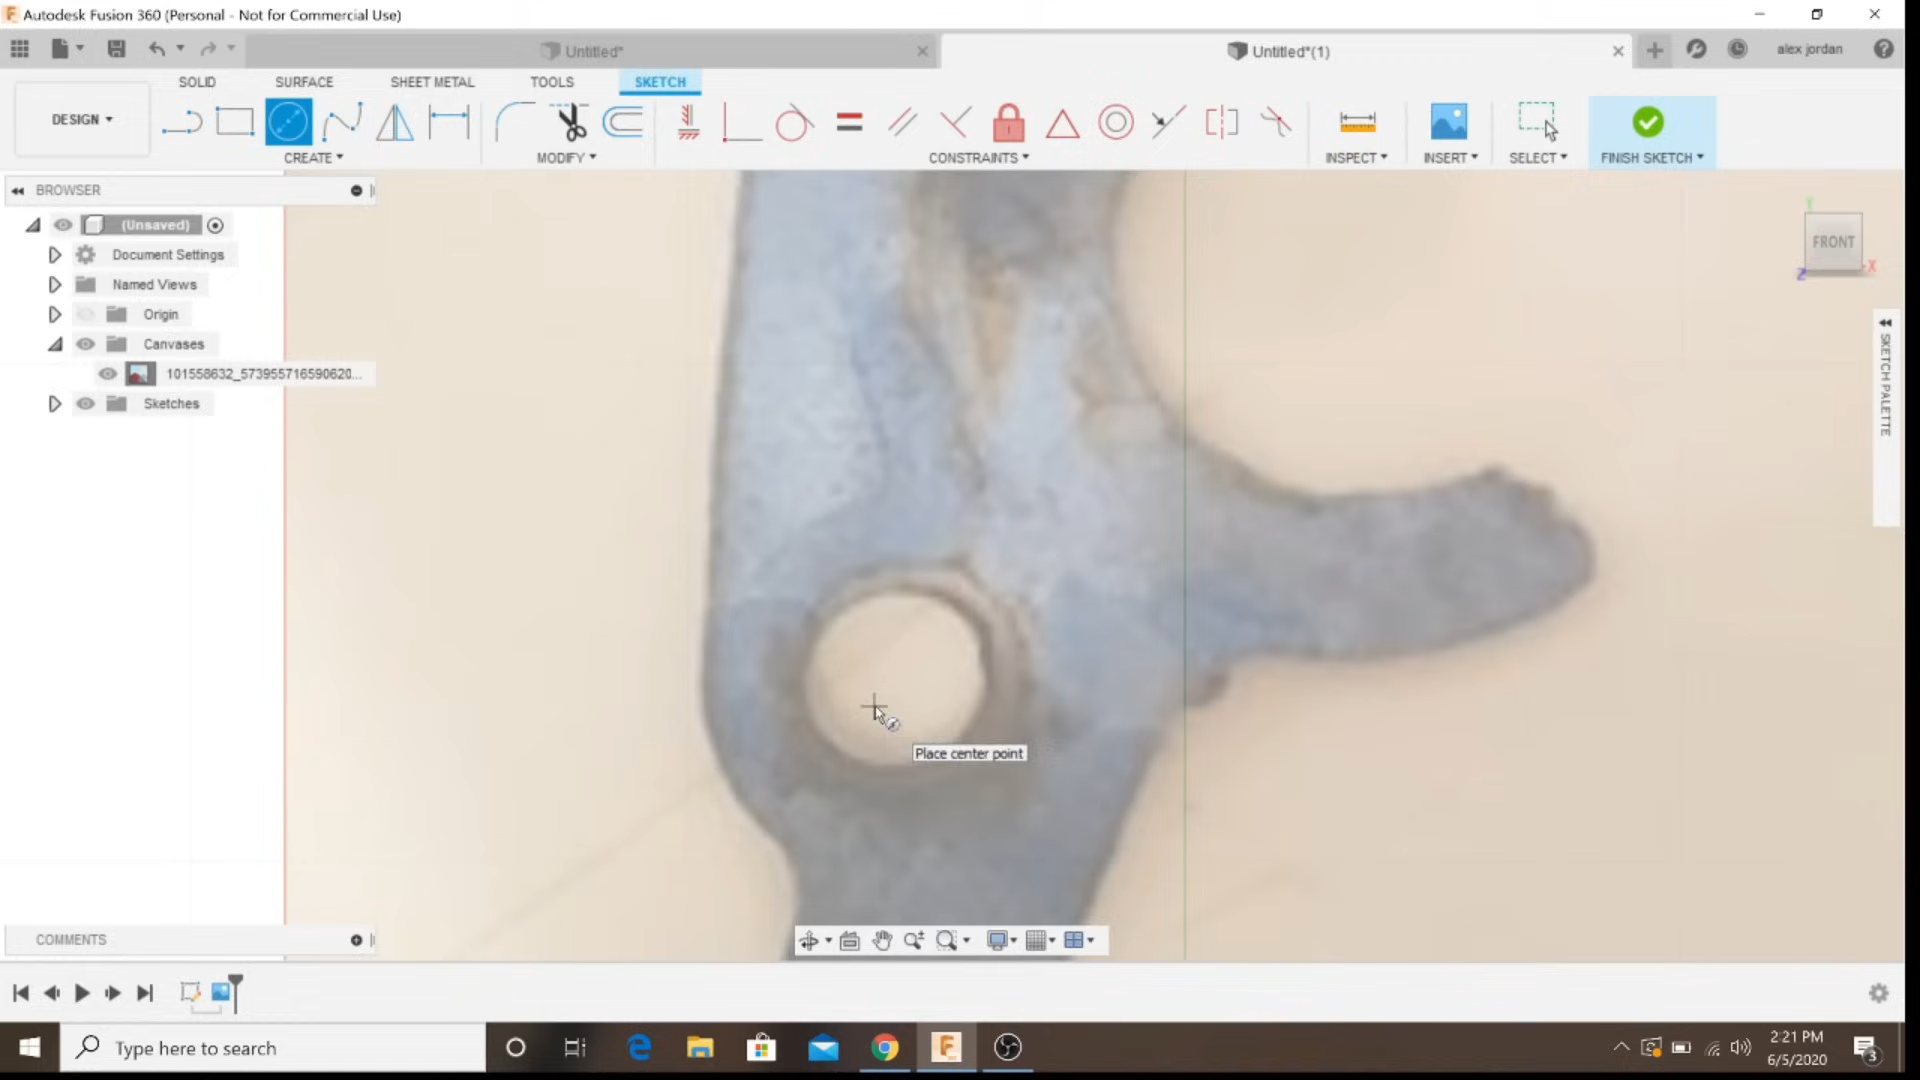 Autodesk Fusion 360 (Personal - Not for Commercial Use)
Untitled*
Untitled*(1)
alex jordan
SOLID
SURFACE
SHEET METAL
TOOLS
SKETCH
DESIGN
CREATE
MODIFY
CONSTRAINTS
INSPECT
INSERT
SELECT
FINISH SKETCH
BROWSER
(Unsaved)
Document Settings
Named Views
Origin
Canvases
101558632_573955716590620...
Sketches
Y
FRONT
Z
X
SKETCH PALETTE
Place center point
COMMENTS
Type here to search
2:21 PM
6/5/2020
3